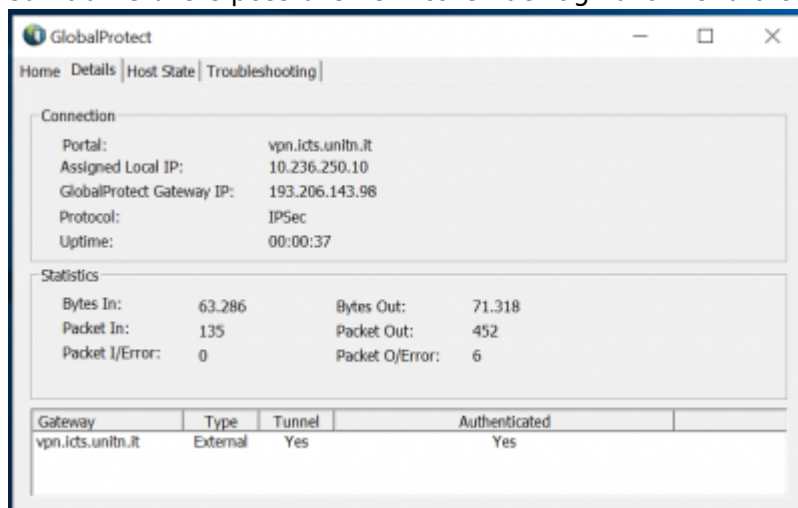 GlobalProtect
Home Details Host State Troubleshooting
Connection
Portal: vpn.icts.unitn.it
Assigned Local IP: 10.236.250.10
GlobalProtect Gateway IP: 193.206.143.98
Protocol: IPSec
Uptime: 00:00:37
Statistics
Bytes In: 63.286 Bytes Out: 71.318
Packet In: 135 Packet Out: 452
Packet I/Error: 0 Packet O/Error: 6
Gateway Type Tunnel Authenticated
vpn.icts.unitn.it External Yes Yes